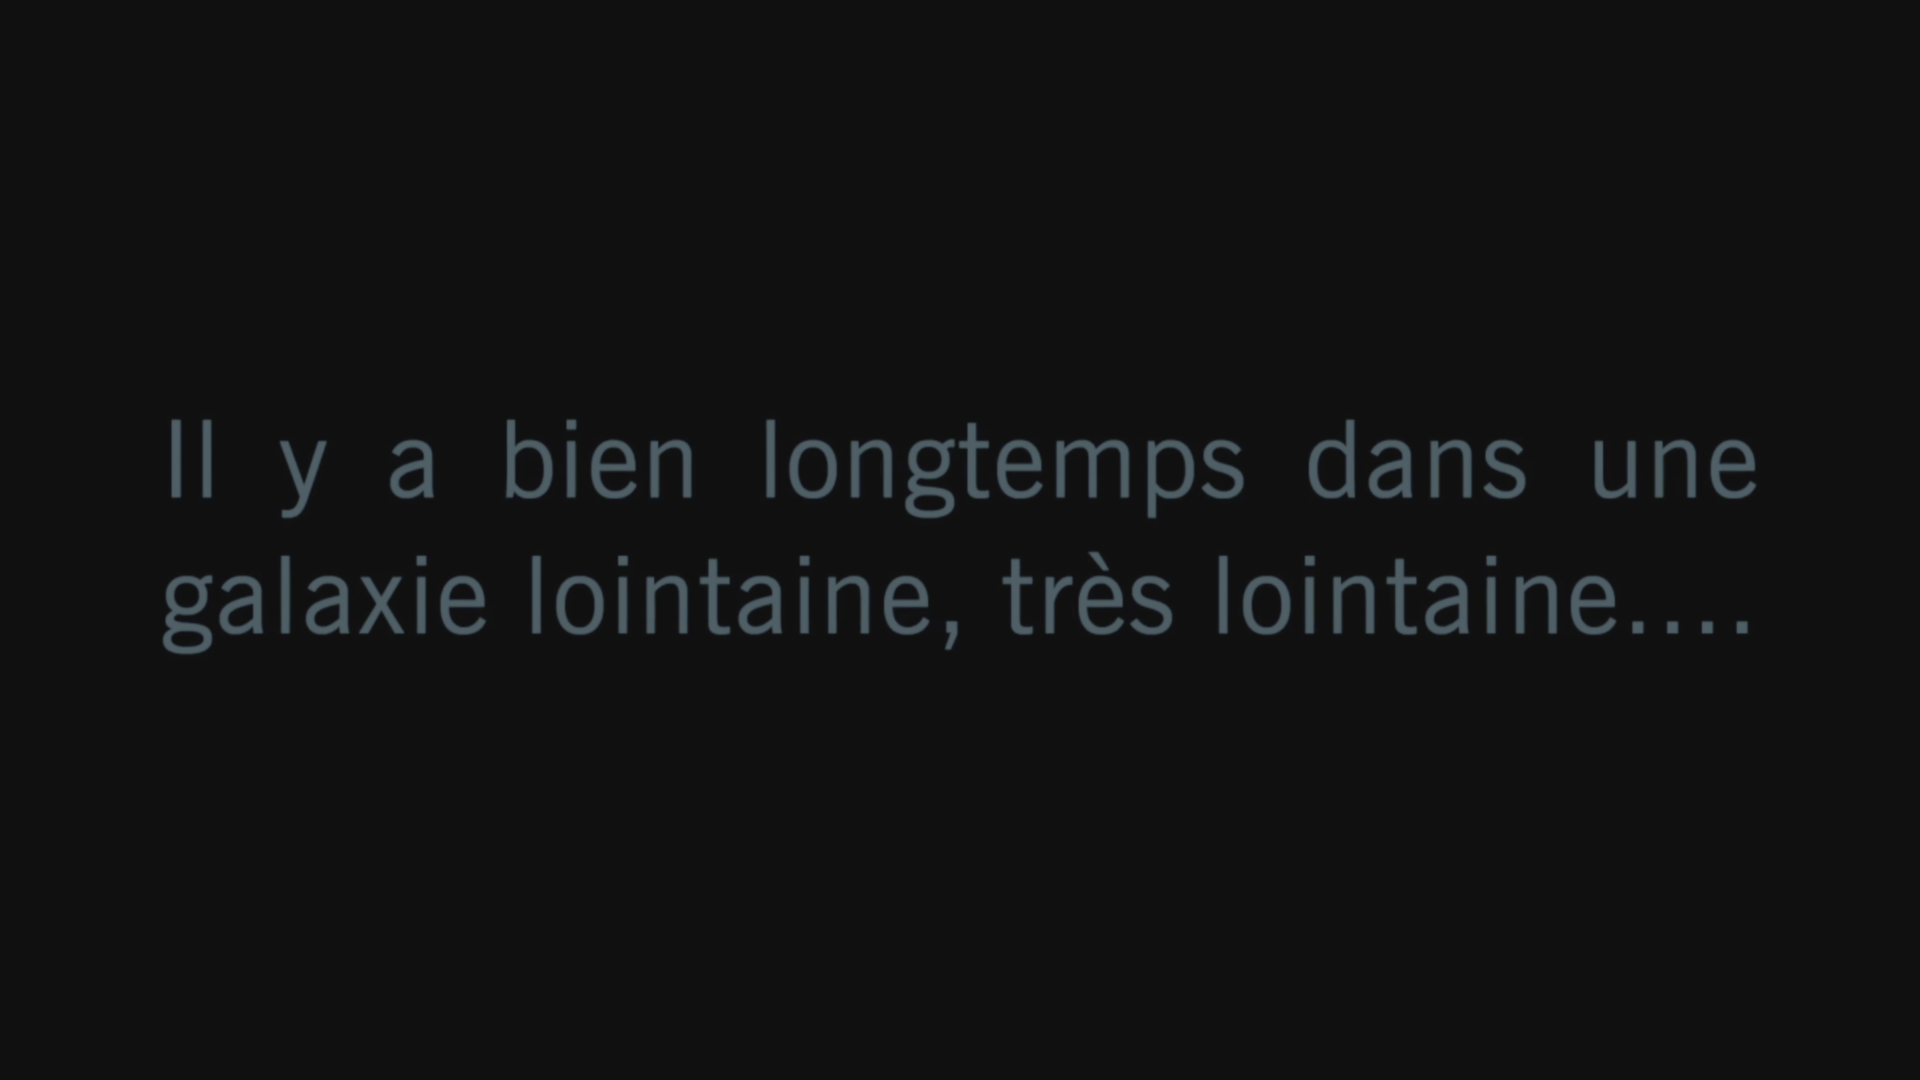 Il y a bien longtemps dans une
galaxie lointaine, très lointaine....